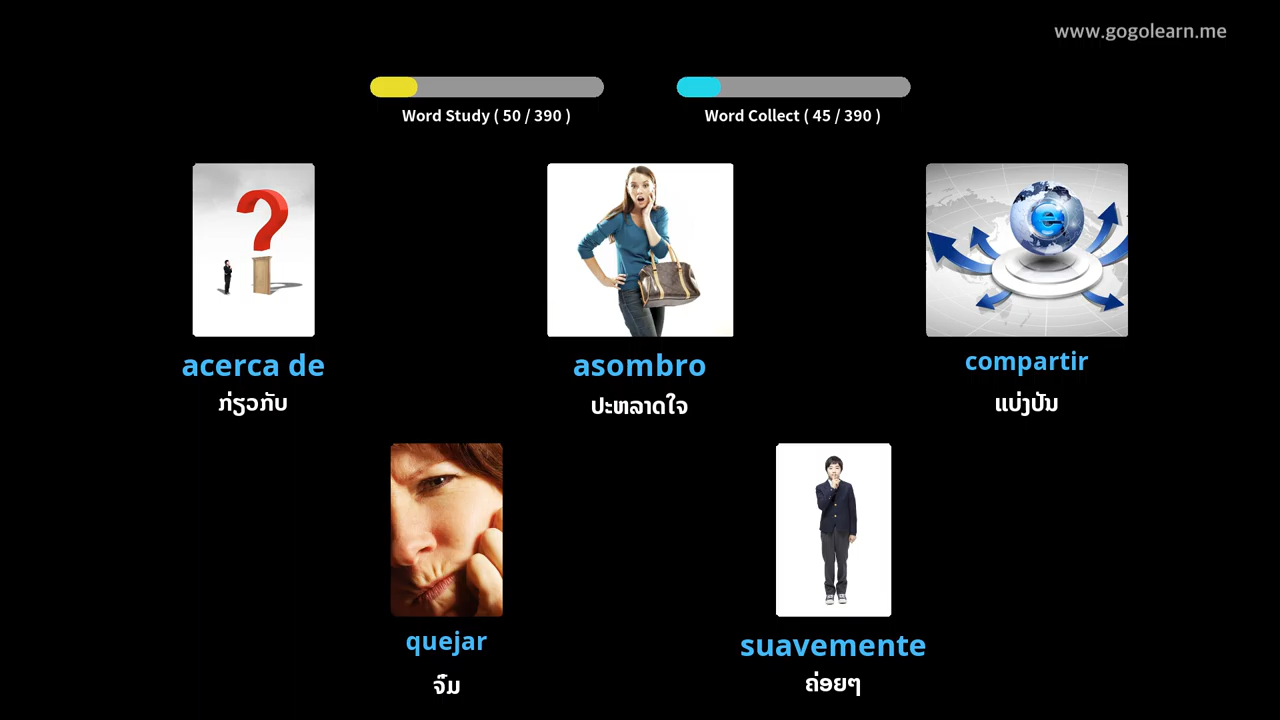 www.gogolearn.me
Word Study ( 50 / 390 )
Word Collect ( 45 / 390 )
acerca de
ກ່ຽວກັບ
asombro
ປະຫລາດໃຈ
compartir
ແບ່ງປັນ
quejar
ຈົ່ມ
suavemente
ຄ່ອຍໆ